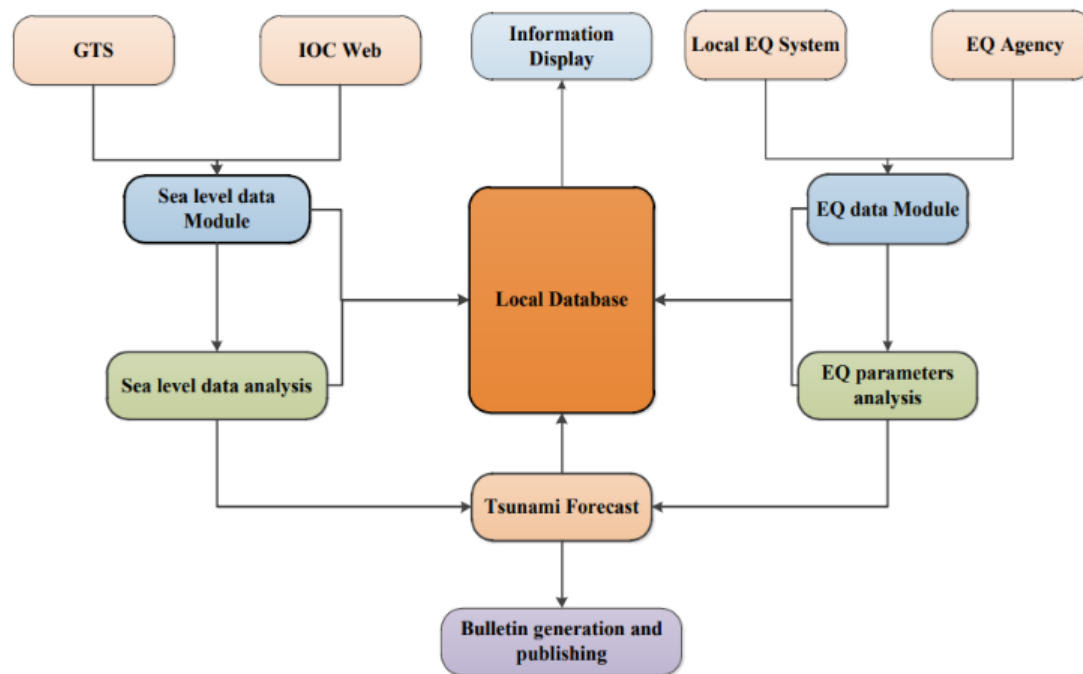 GTS
IOC Web
Information
Display
Local EQ System
EQ Agency
Sea level data
Module
EQ data Module
Local Database
Sea level data analysis
EQ parameters
analysis
Tsunami Forecast
Bulletin generation and
publishing